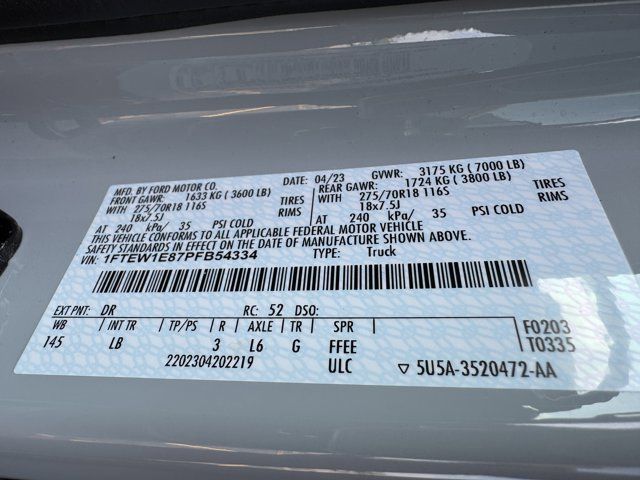 MFD. BY FORD MOTOR CO. DATE: 04/23 GVWR: 3175 KG ( 7000 LB)
FRONT GAWR: 1633 KG ( 3600 LB) REAR GAWR: 1724 KG ( 3800 LB)
WITH 275/70R18 116S TIRES WITH 275/70R18 116S TIRES
18x7.5J RIMS 18x7.5J RIMS
AT 240 kPa/ 35 PSI COLD AT 240 kPa/ 35 PSI COLD
THIS VEHICLE CONFORMS TO ALL APPLICABLE FEDERAL MOTOR VEHICLE
SAFETY STANDARDS IN EFFECT ON THE DATE OF MANUFACTURE SHOWN ABOVE.
VIN: 1FTEW1E87PFB54334 TYPE: Truck
EXT PNT: DR RC: 52 DSO:
WB INT TR TP/PS R AXLE TR SPR F0203
145 LB 3 L6 G FFEE T0335
2202304202219 ULC ▽ 5U5A-3520472-AA